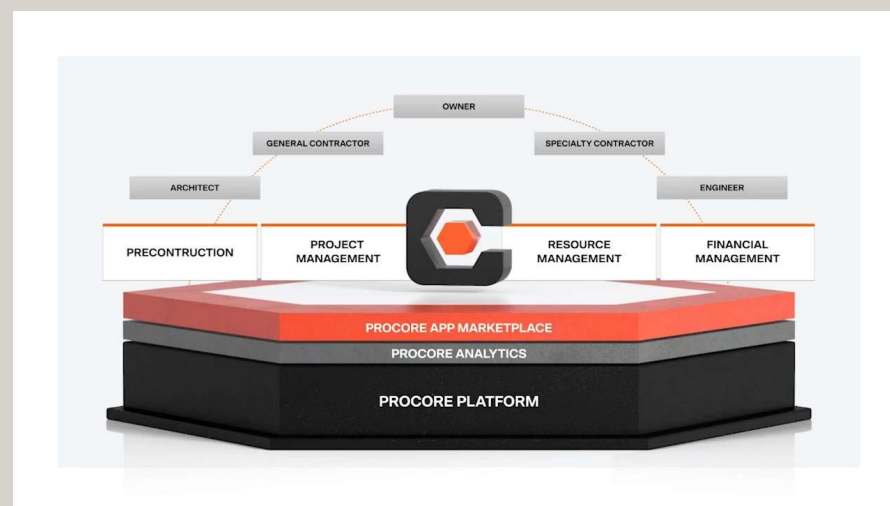 OWNER
GENERAL CONTRACTOR
SPECIALTY CONTRACTOR
ARCHITECT
ENGINEER
PRECONSTRUCTION
PROJECT
MANAGEMENT
RESOURCE
MANAGEMENT
FINANCIAL
MANAGEMENT
PROCORE APP MARKETPLACE
PROCORE ANALYTICS
PROCORE PLATFORM